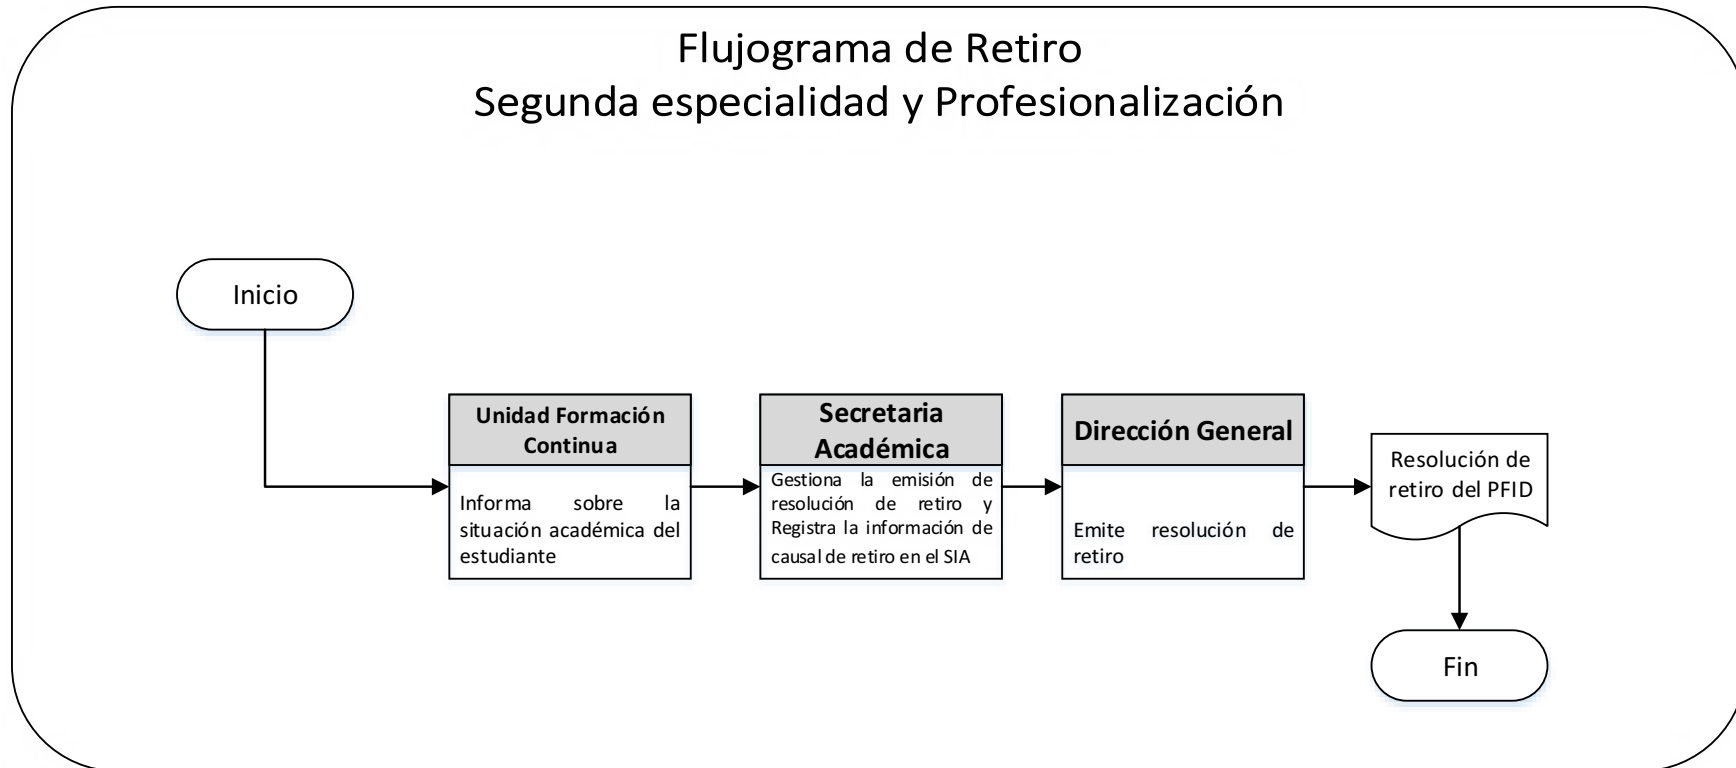 Flujograma de Retiro
Segunda especialidad y Profesionalización
Inicio
Unidad Formación
Continua
Informa sobre la
situación académica del
estudiante
Secretaria
Académica
Gestiona la emisión de
resolución de retiro y
Registra la información de
causal de retiro en el SIA
Dirección General
Emite resolución de
retiro
Resolución de
retiro del PFID
Fin